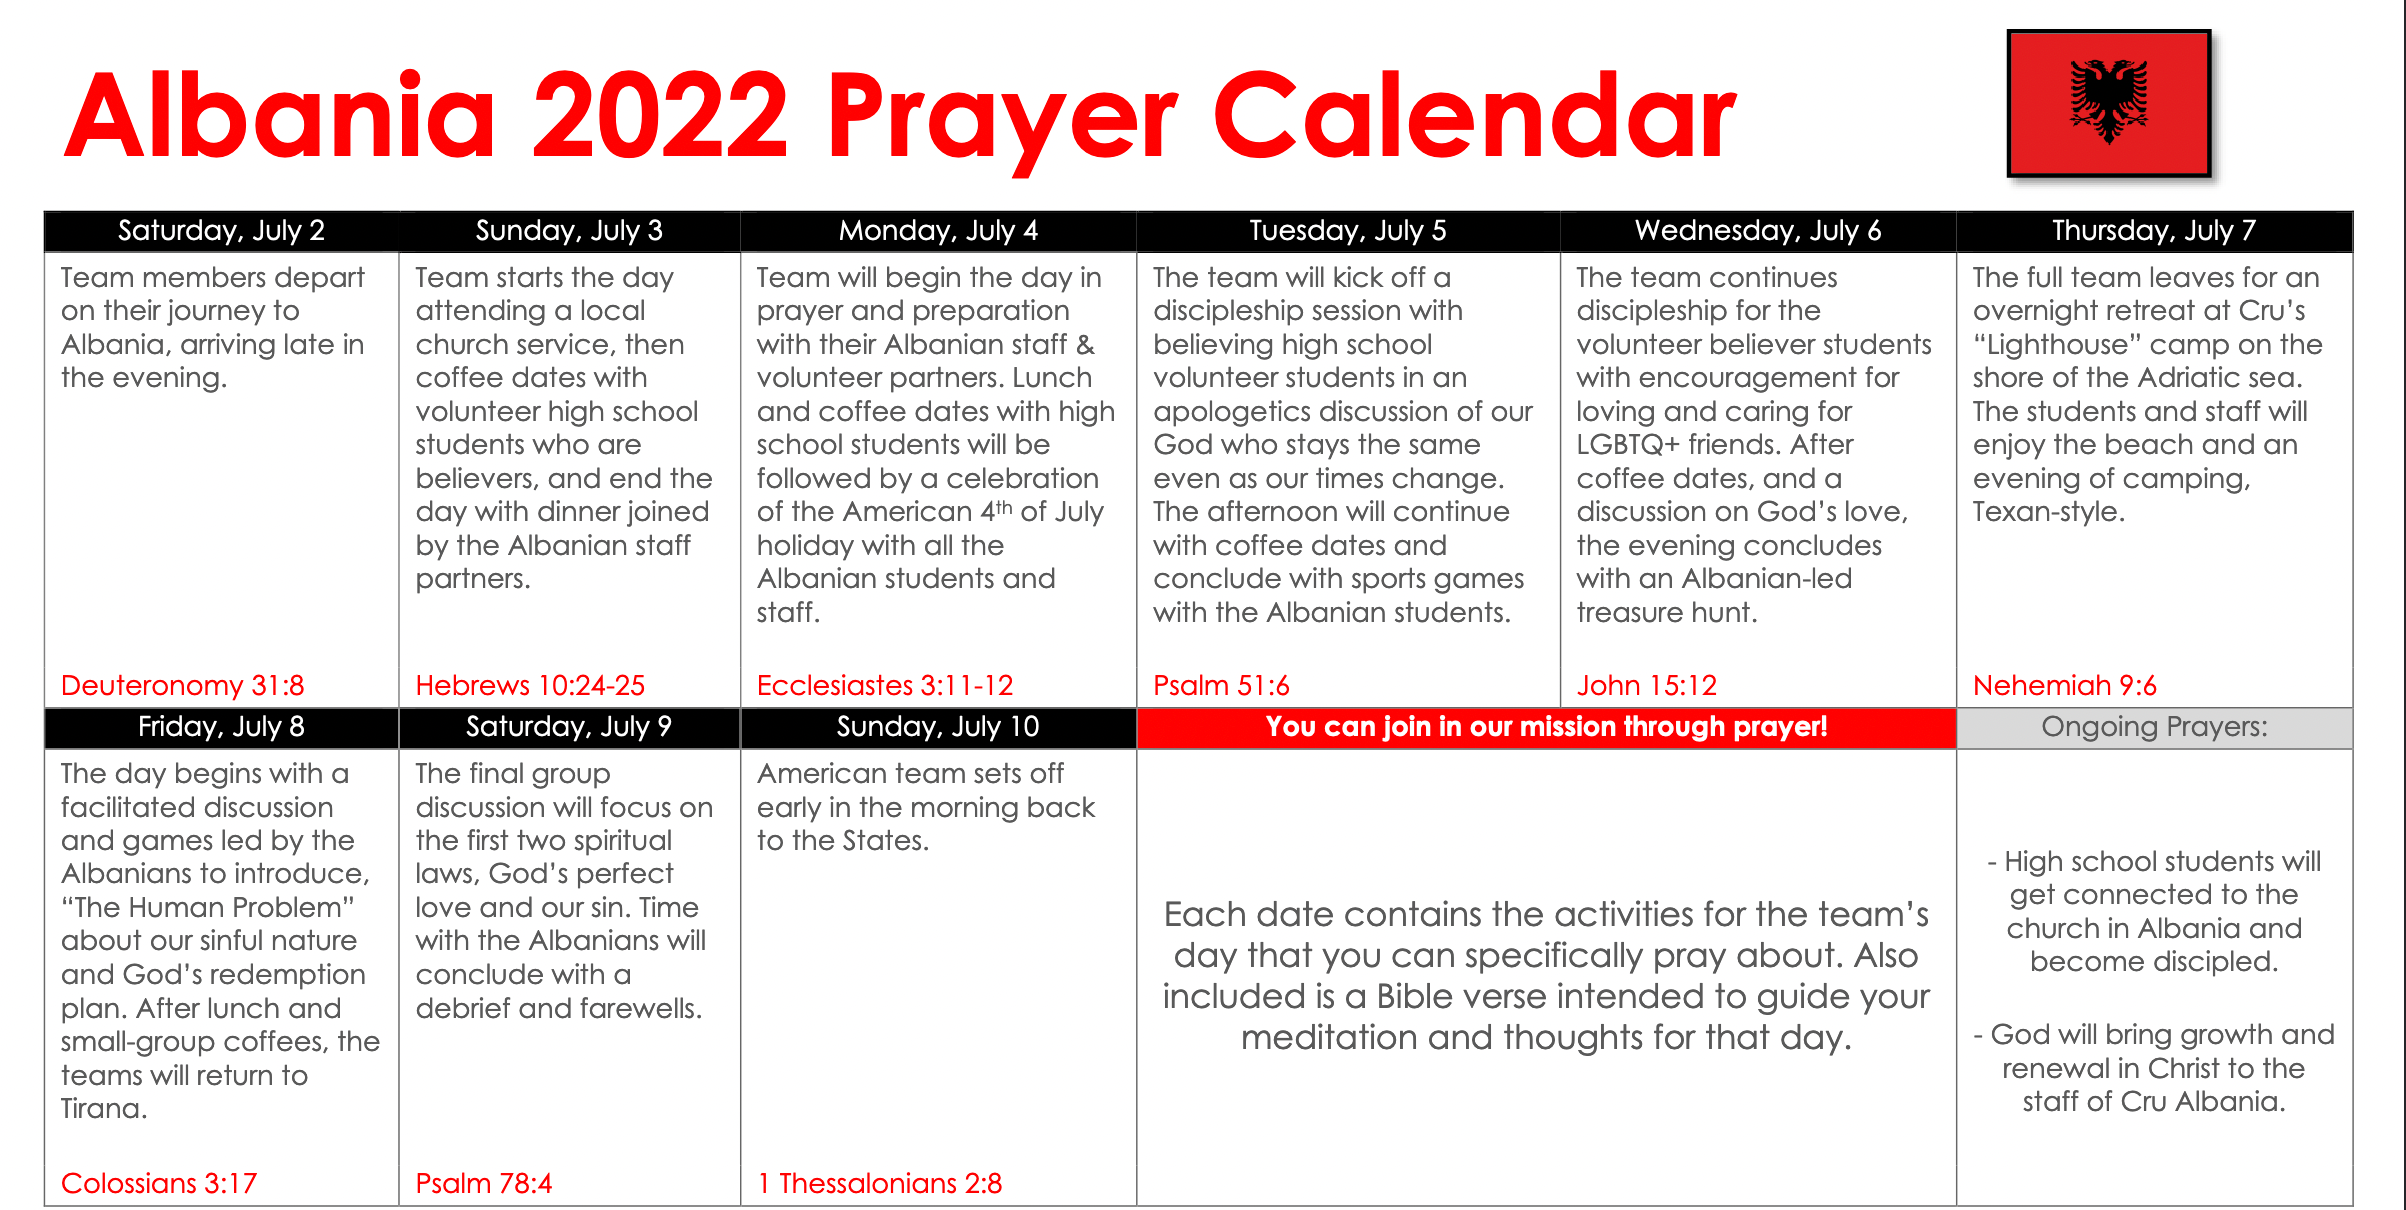 Albania 2022 Prayer Calendar
Saturday, July 2
Team members depart
on their journey to
Albania, arriving late in
the evening.
Deuteronomy 31:8
Sunday, July 3
Team starts the day
attending a local
church service, then
coffee dates with
volunteer high school
students who are
believers, and end the
day with dinner joined
by the Albanian staff
partners.
Hebrews 10:24-25
Monday, July 4
Team will begin the day in
prayer and preparation
with their Albanian staff &
volunteer partners. Lunch
and coffee dates with high
school students will be
followed by a celebration
of the American 4th of July
holiday with all the
Albanian students and
staff.
Ecclesiastes 3:11-12
Tuesday, July 5
The team will kick off a
discipleship session with
believing high school
volunteer students in an
apologetics discussion of our
God who stays the same
even as our times change.
The afternoon will continue
with coffee dates and
conclude with sports games
with the Albanian students.
Psalm 51:6
Wednesday, July 6
The team continues
discipleship for the
volunteer believer students
with encouragement for
loving and caring for
LGBTQ+ friends. After
coffee dates, and a
discussion on God’s love,
the evening concludes
with an Albanian-led
treasure hunt.
John 15:12
Thursday, July 7
The full team leaves for an
overnight retreat at Cru’s
“Lighthouse” camp on the
shore of the Adriatic sea.
The students and staff will
enjoy the beach and an
evening of camping,
Texan-style.
Nehemiah 9:6
Friday, July 8
The day begins with a
facilitated discussion
and games led by the
Albanians to introduce,
“The Human Problem”
about our sinful nature
and God’s redemption
plan. After lunch and
small-group coffees, the
teams will return to
Tirana.
Colossians 3:17
Saturday, July 9
The final group
discussion will focus on
the first two spiritual
laws, God’s perfect
love and our sin. Time
with the Albanians will
conclude with a
debrief and farewells.
Psalm 78:4
Sunday, July 10
American team sets off
early in the morning back
to the States.
1 Thessalonians 2:8
You can join in our mission through prayer!
Each date contains the activities for the team’s
day that you can specifically pray about. Also
included is a Bible verse intended to guide your
meditation and thoughts for that day.
Ongoing Prayers:
- High school students will
get connected to the
church in Albania and
become discipled.
- God will bring growth and
renewal in Christ to the
staff of Cru Albania.